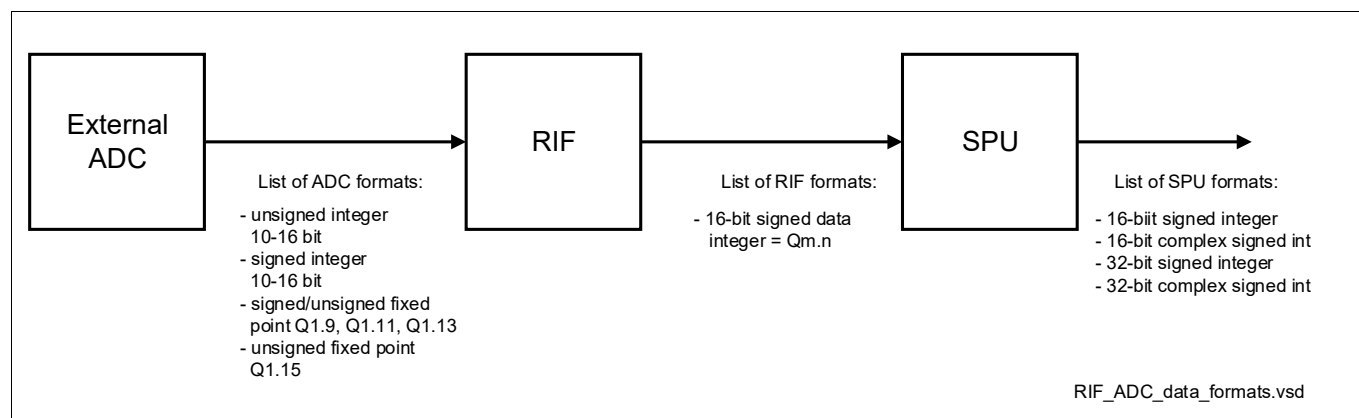 External
ADC
RIF
SPU
List of ADC formats:
- unsigned integer
10-16 bit
- signed integer
10-16 bit
- signed/unsigned fixed
point Q1.9, Q1.11, Q1.13
- unsigned fixed point
Q1.15
List of RIF formats:
- 16-bit signed data
integer = Qm.n
List of SPU formats:
- 16-biit signed integer
- 16-bit complex signed int
- 32-bit signed integer
- 32-bit complex signed int
RIF_ADC_data_formats.vsd